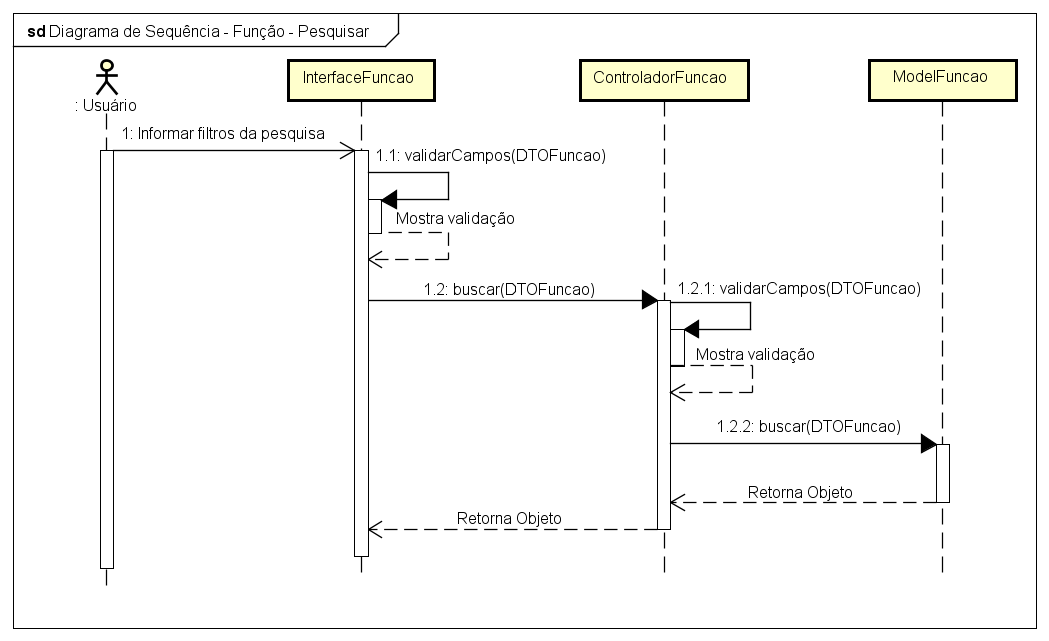 sd Diagrama de Sequência - Função - Pesquisar
InterfaceFuncao
ControladorFuncao
ModelFuncao
: Usuário
1: Informar filtros da pesquisa
1.1: validarCampos(DTOFuncao)
Mostra validação
1.2: buscar(DTOFuncao)
1.2.1: validarCampos(DTOFuncao)
Mostra validação
1.2.2: buscar(DTOFuncao)
Retorna Objeto
Retorna Objeto